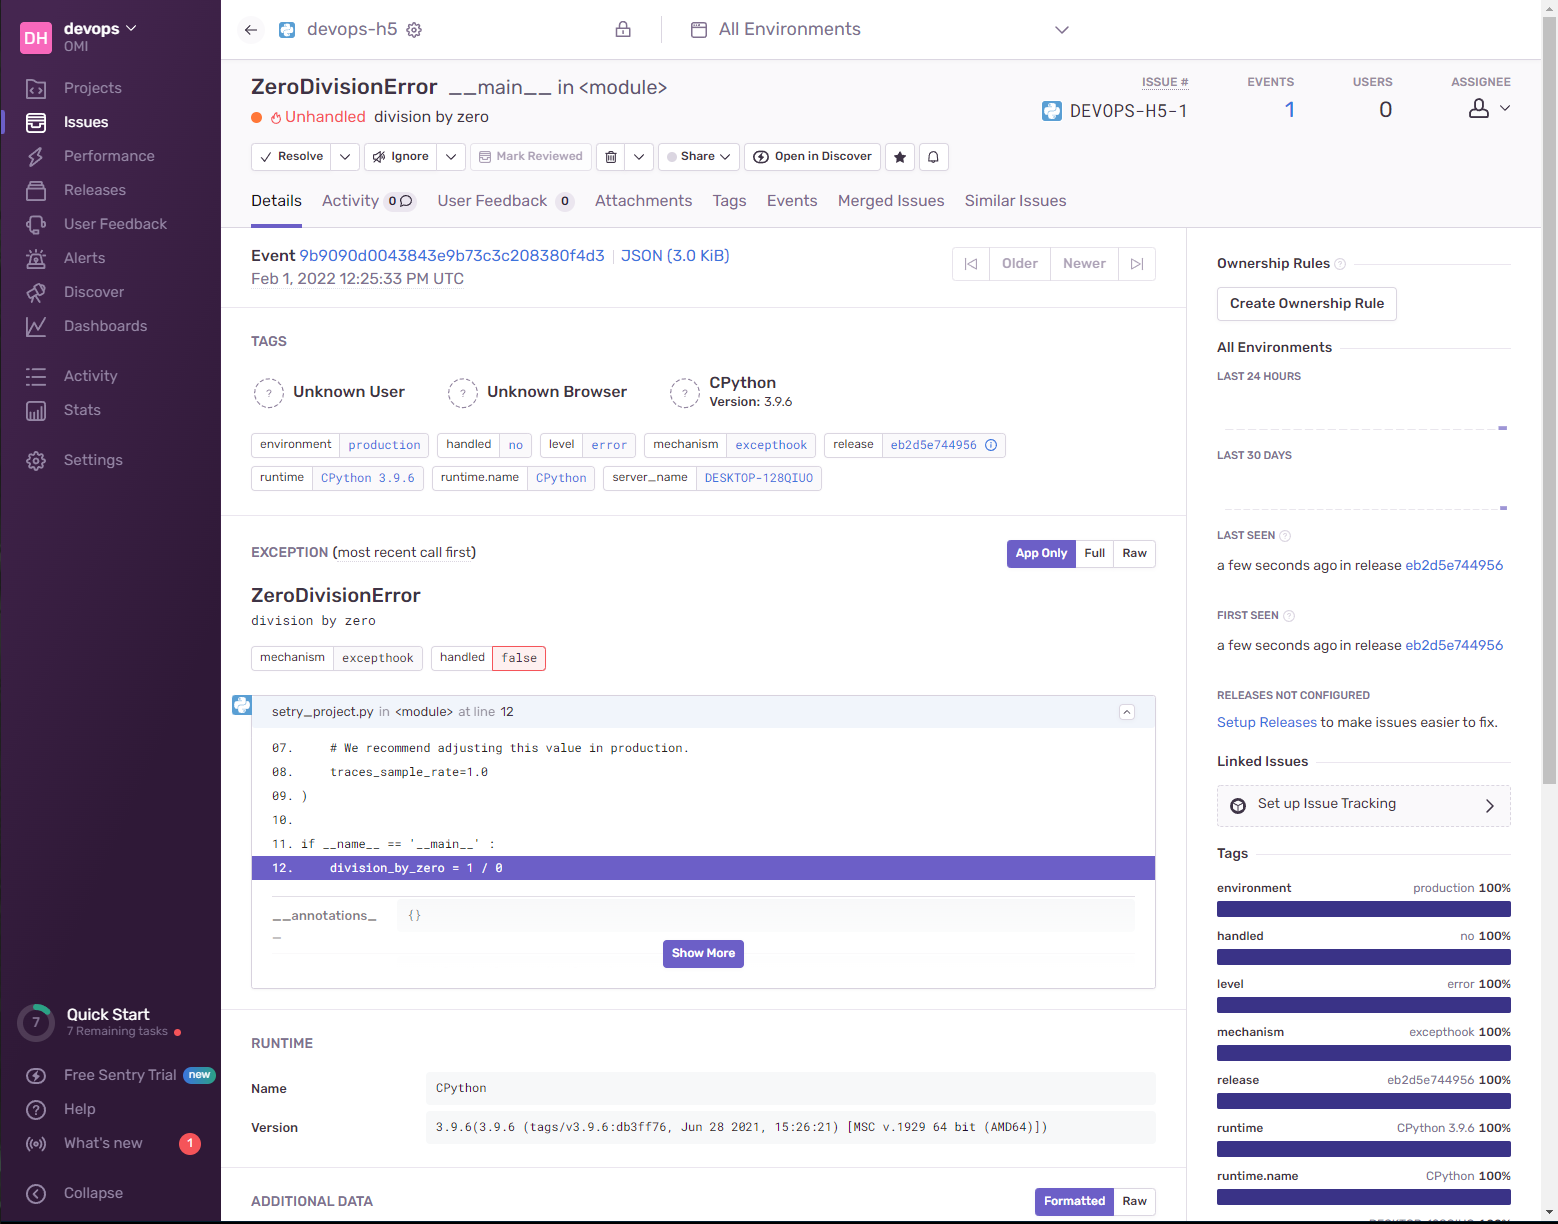 DH
devops
OMI
Projects
Issues
Performance
Releases
User Feedback
Alerts
Discover
Dashboards
Activity
Stats
Settings
7
Quick Start
7 Remaining tasks
Free Sentry Trial new
Help
What's new 1
Collapse
devops-h5
All Environments
ZeroDivisionError __main__ in <module>
Unhandled division by zero
ISSUE # EVENTS USERS ASSIGNEE
DEVOPS-H5-1 1 0
Resolve Ignore Mark Reviewed Share Open in Discover
Details Activity 0 User Feedback 0 Attachments Tags Events Merged Issues Similar Issues
Event 9b9090d0043843e9b73c3c208380f4d3 | JSON (3.0 KiB)
Feb 1, 2022 12:25:33 PM UTC
Older Newer
TAGS
? Unknown User ? Unknown Browser ? CPython
Version: 3.9.6
environment production handled no level error mechanism excepthook release eb2d5e744956
runtime CPython 3.9.6 runtime.name CPython server_name DESKTOP-128QIUO
EXCEPTION (most recent call first)
App Only Full Raw
ZeroDivisionError
division by zero
mechanism excepthook handled false
setry_project.py in <module> at line 12
07. # We recommend adjusting this value in production.
08. traces_sample_rate=1.0
09. )
10.
11. if __name__ == '__main__' :
12. division_by_zero = 1 / 0
__annotations_ {}
_
Show More
RUNTIME
Name CPython
Version 3.9.6(3.9.6 (tags/v3.9.6:db3ff76, Jun 28 2021, 15:26:21) [MSC v.1929 64 bit (AMD64)])
ADDITIONAL DATA
Formatted Raw
Ownership Rules ?
Create Ownership Rule
All Environments
LAST 24 HOURS
LAST 30 DAYS
LAST SEEN ?
a few seconds ago in release eb2d5e744956
FIRST SEEN ?
a few seconds ago in release eb2d5e744956
RELEASES NOT CONFIGURED
Setup Releases to make issues easier to fix.
Linked Issues
Set up Issue Tracking
Tags
environment production 100%
handled no 100%
level error 100%
mechanism excepthook 100%
release eb2d5e744956 100%
runtime CPython 3.9.6 100%
runtime.name CPython 100%